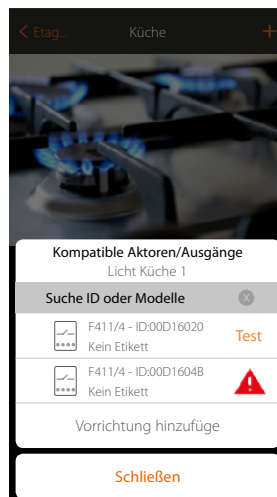 < Etag... Küche +
Kompatible Aktoren/Ausgänge
Licht Küche 1
Suche ID oder Modelle X
F411/4 - ID:00D16020
Kein Etikett
Test
F411/4 - ID:00D1604B
Kein Etikett
Vorrichtung hinzufüge
Schließen